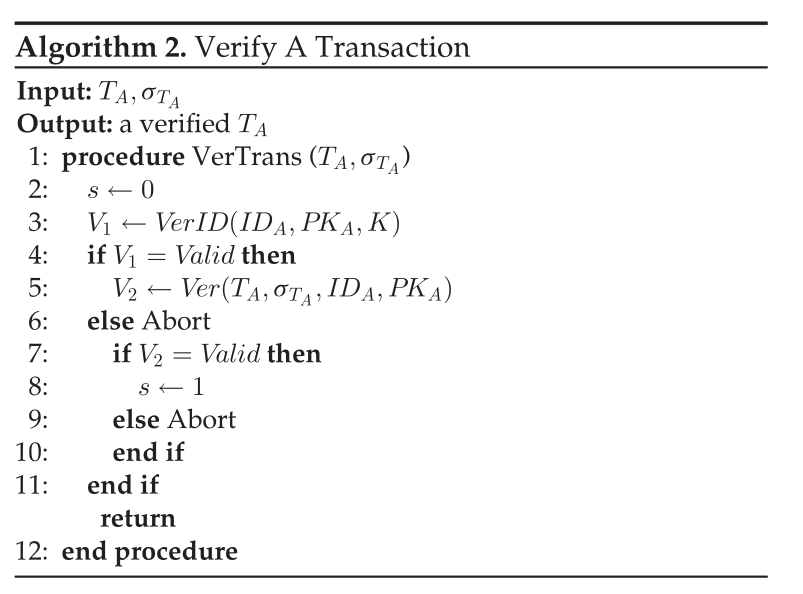 Algorithm 2. Verify A Transaction
Input: T_A, σ_{T_A}
Output: a verified T_A
1: procedure VerTrans (T_A, σ_{T_A})
2: s ← 0
3: V_1 ← VerID(ID_A, PK_A, K)
4: if V_1 = Valid then
5: V_2 ← Ver(T_A, σ_{T_A}, ID_A, PK_A)
6: else Abort
7: if V_2 = Valid then
8: s ← 1
9: else Abort
10: end if
11: end if
return
12: end procedure